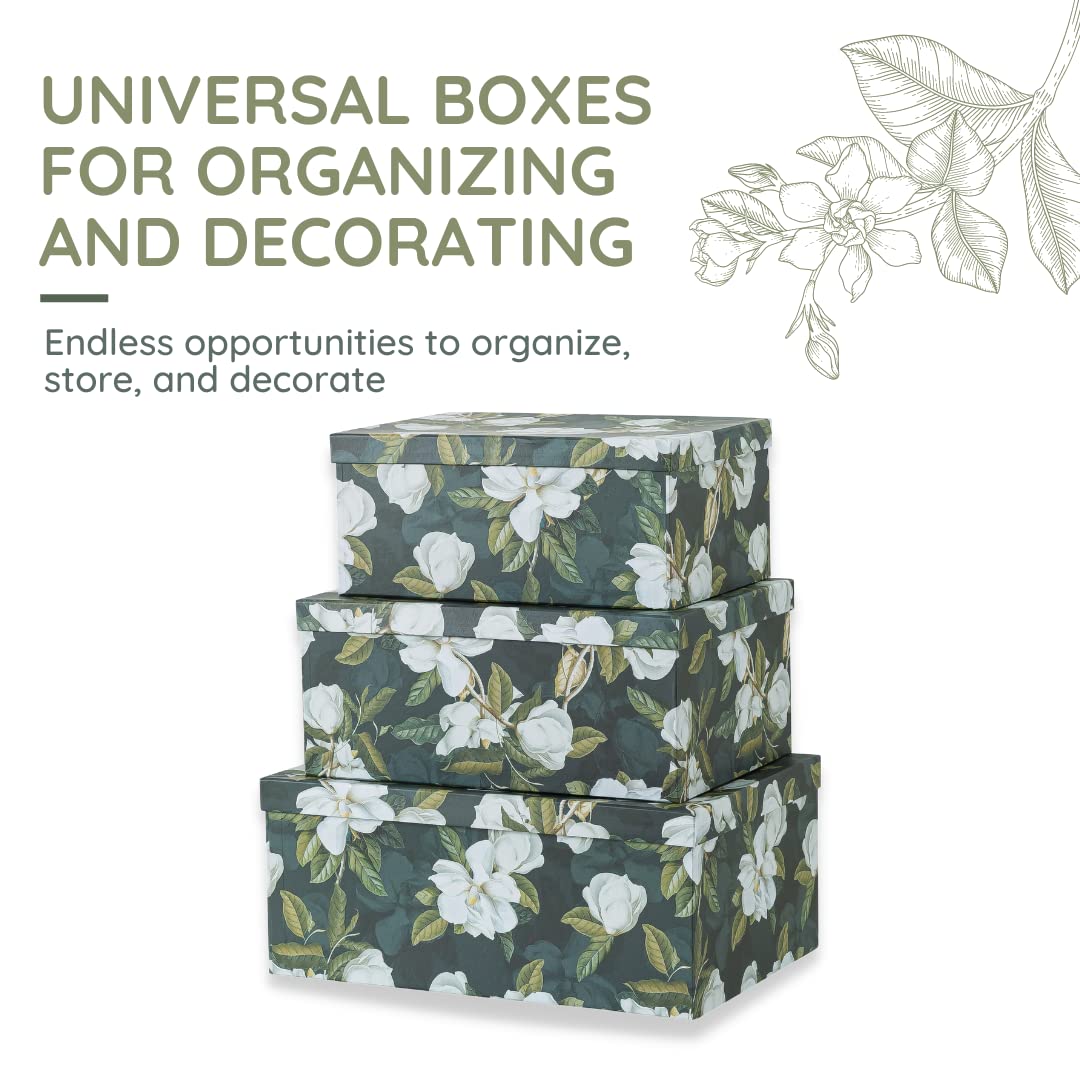 UNIVERSAL BOXES
FOR ORGANIZING
AND DECORATING
Endless opportunities to organize,
store, and decorate